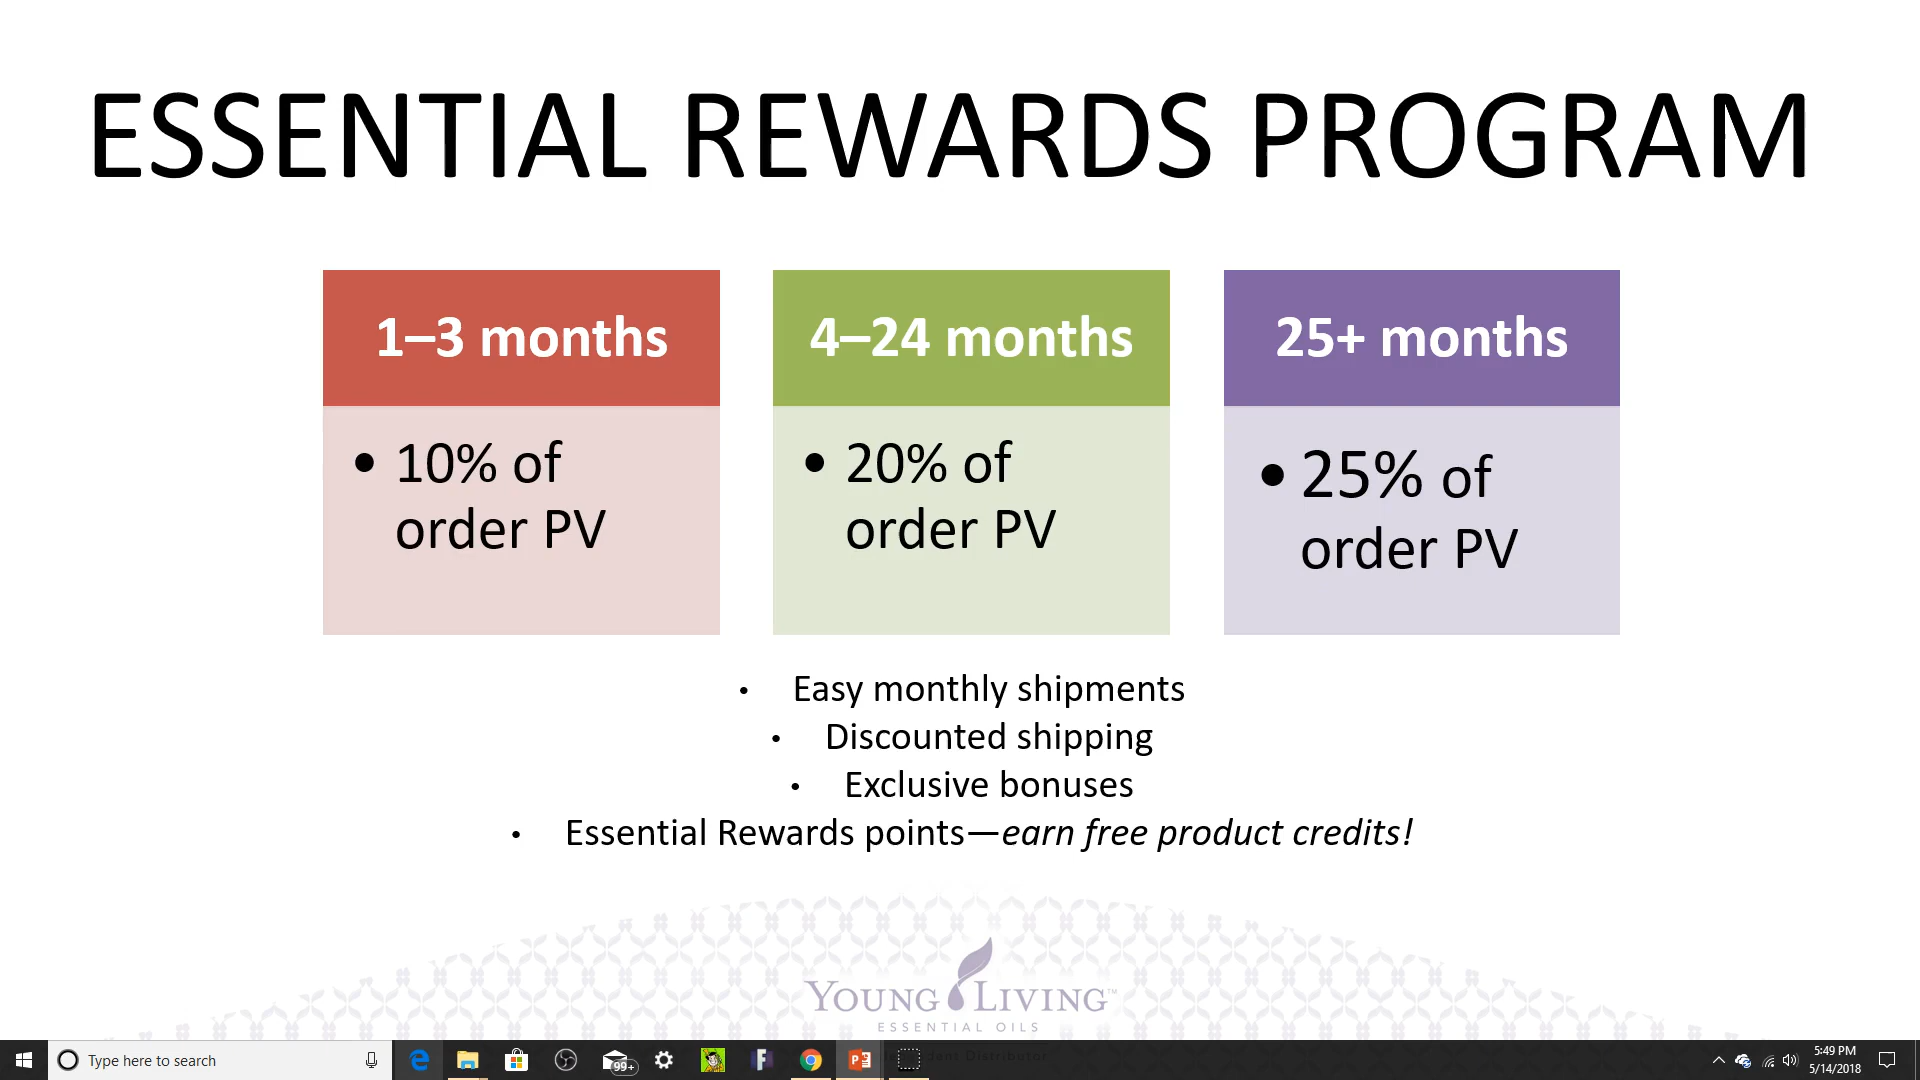 ESSENTIAL REWARDS PROGRAM
1–3 months
• 10% of
order PV
4–24 months
• 20% of
order PV
25+ months
• 25% of
order PV
• Easy monthly shipments
• Discounted shipping
• Exclusive bonuses
• Essential Rewards points—earn free product credits!
YOUNG LIVING™
ESSENTIAL OILS
Type here to search
99+
Distributor
5:49 PM
5/14/2018